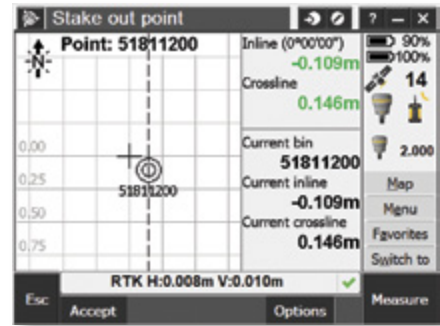 Stake out point
? – X
Point: 51811200
N
Inline (0°00'00")
-0.109m
Crossline
0.146m
90%
100%
14
2.000
Current bin
51811200
Current inline
-0.109m
Current crossline
0.146m
0.00
0.25
0.50
0.75
51811200
Map
Menu
Favorites
Switch to
RTK H:0.008m V:0.010m
Esc
Accept
Options
Measure